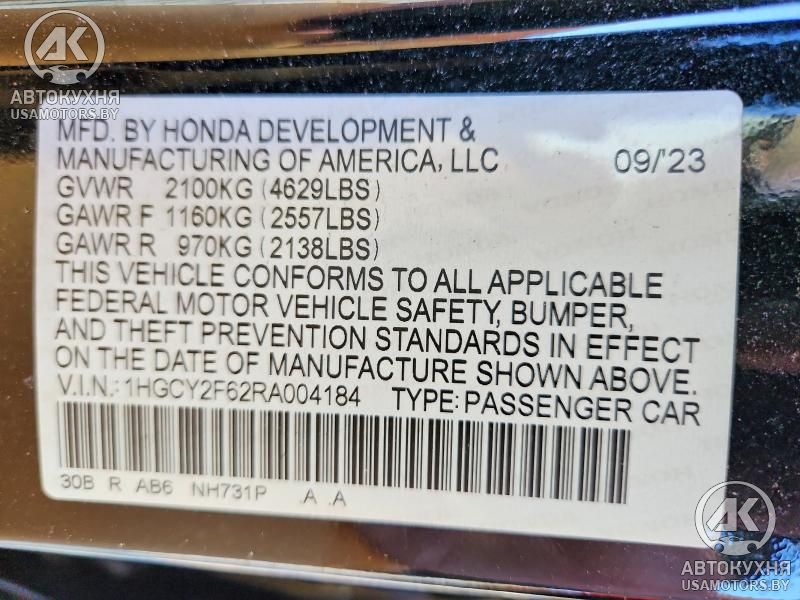 AK
АВТОКУХНЯ
USAMOTORS.BY
MFD. BY HONDA DEVELOPMENT &
MANUFACTURING OF AMERICA, LLC 09/'23
GVWR 2100KG (4629LBS)
GAWR F 1160KG (2557LBS)
GAWR R 970KG (2138LBS)
THIS VEHICLE CONFORMS TO ALL APPLICABLE
FEDERAL MOTOR VEHICLE SAFETY, BUMPER,
AND THEFT PREVENTION STANDARDS IN EFFECT
ON THE DATE OF MANUFACTURE SHOWN ABOVE.
V.I.N.: 1HGCY2F62RA004184 TYPE: PASSENGER CAR
30B R AB6 NH731P .A .A
AK
АВТОКУХНЯ
USAMOTORS.BY